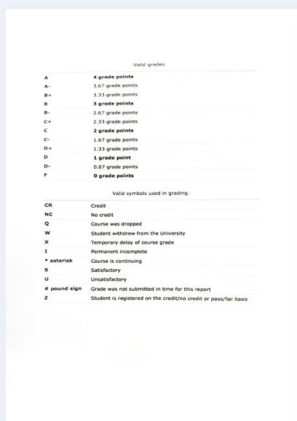 Valid grades.
A 4 grade points
A- 3.67 grade points
B+ 3.33 grade points
B 3 grade points
B- 2.67 grade points
C+ 2.33 grade points
C 2 grade points
C- 1.67 grade points
D+ 1.33 grade points
D 1 grade point
D- 0.67 grade points
F 0 grade points
Valid symbols used in grading.
CR Credit
NC No credit
Q Course was dropped
W Student withdrew from the University
X Temporary delay of course grade
I Permanent incomplete
* asterisk Course is continuing
S Satisfactory
U Unsatisfactory
# pound sign Grade was not submitted in time for this report
Z Student is registered on the credit/no credit or pass/fail basis